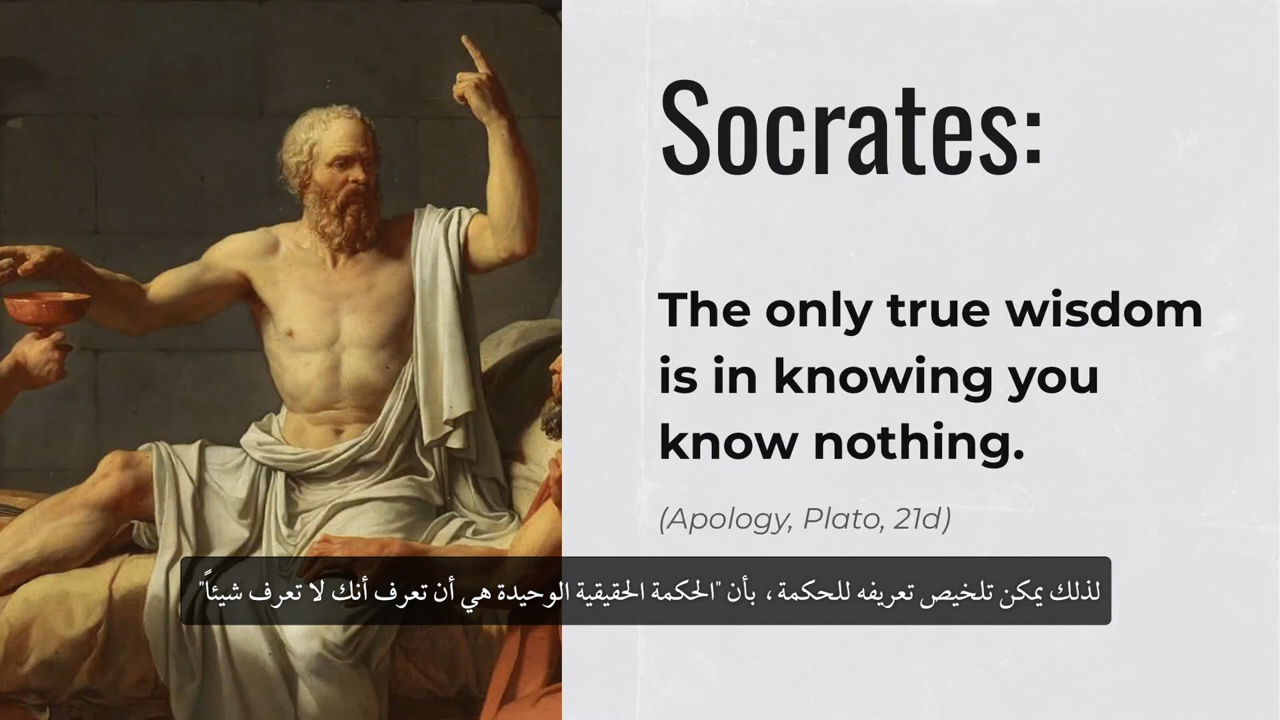 Socrates:
The only true wisdom
is in knowing you
know nothing.
(Apology, Plato, 21d)
لذلك يمكن تلخيص تعريفه للحكمة، بأن "الحكمة الحقيقية الوحيدة هي أن تعرف أنك لا تعرف شيئاً"